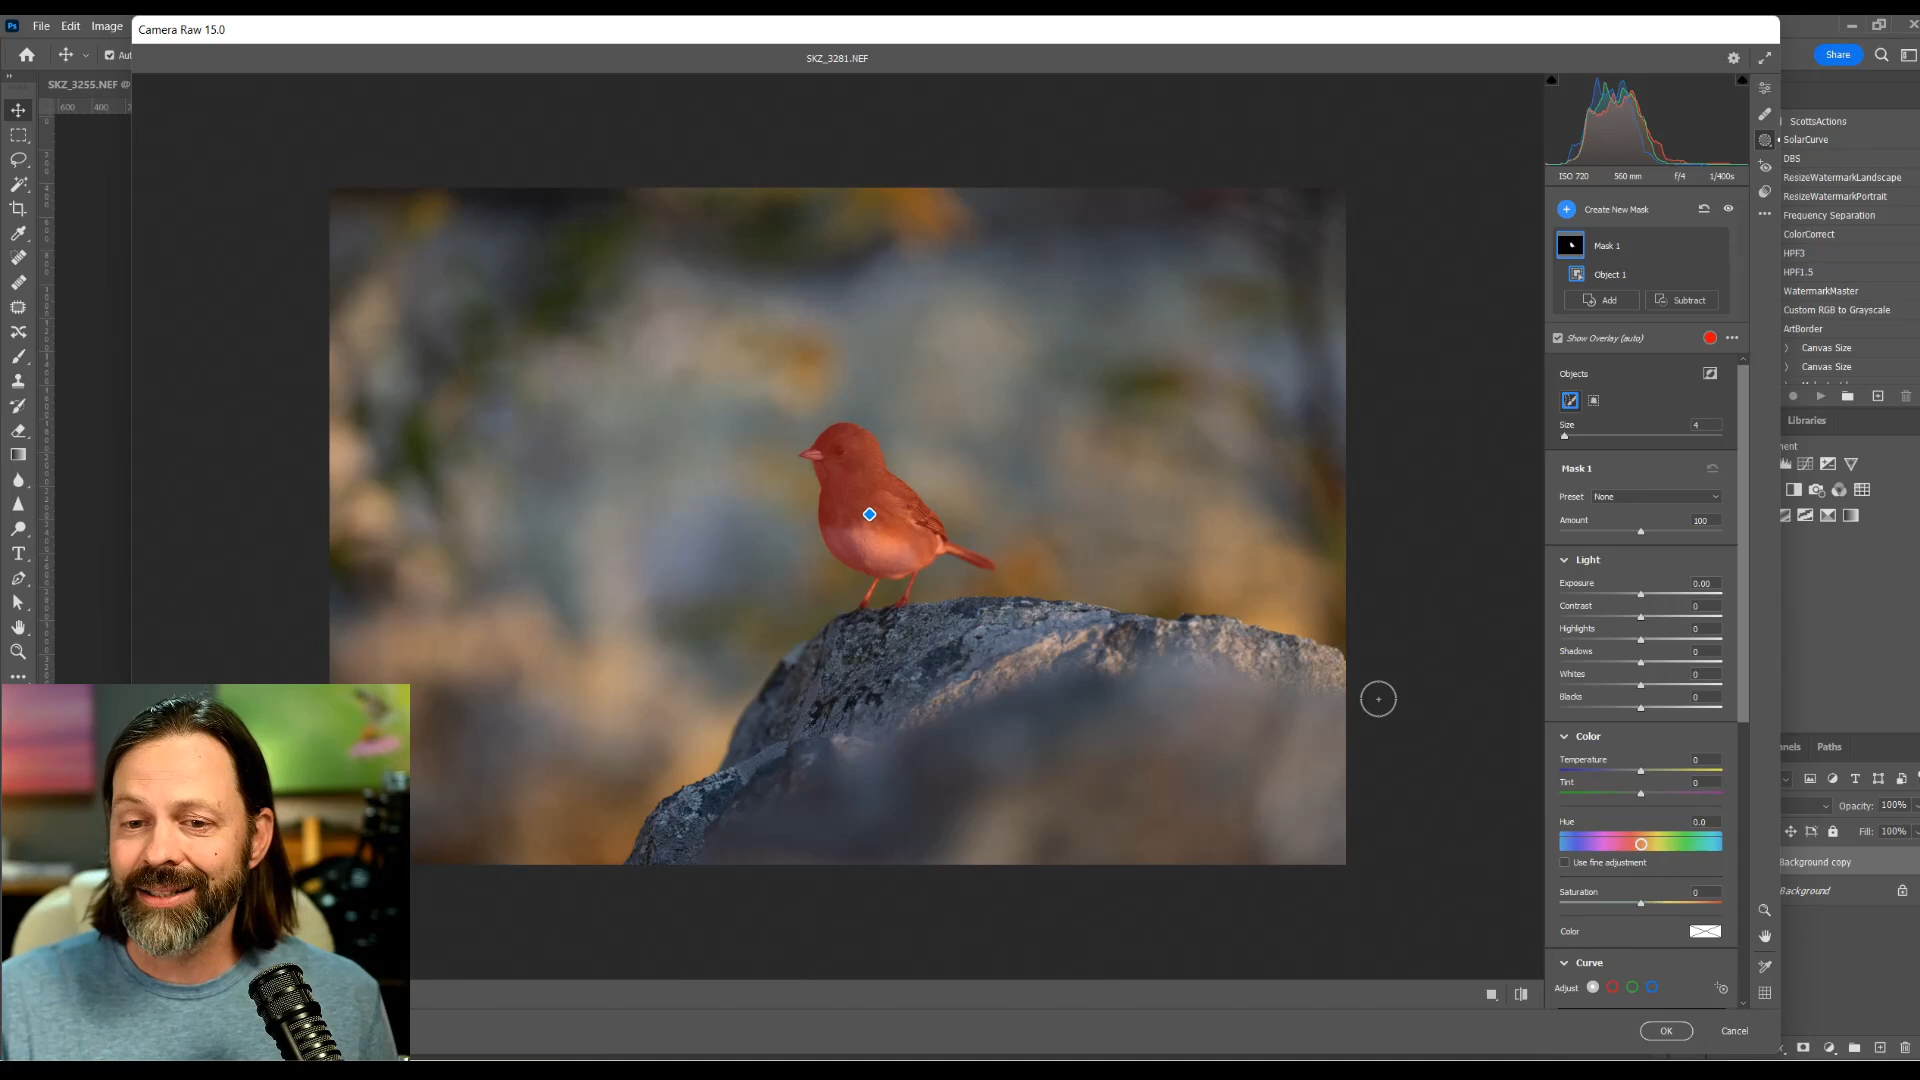 Camera Raw 15.0
Ps File Edit Image
SKZ_3281.NEF
Share
SKZ_3255.NEF @
600 400
ScottsActions
SolarCurve
DBS
ResizeWatermarkLandscape
ResizeWatermarkPortrait
Frequency Separation
ColorCorrect
HPF3
HPF1.5
WatermarkMaster
Custom RGB to Grayscale
ArtBorder
Canvas Size
Canvas Size
Libraries
ISO 720 560 mm f/4 1/400s
Create New Mask
Mask 1
Object 1
Add Subtract
Show Overlay (auto)
Objects
Size 4
Mask 1
Preset None
Amount 100
Light
Exposure 0.00
Contrast 0
Highlights 0
Shadows 0
Whites 0
Blacks 0
Color
Temperature 0
Tint 0
Hue 0.0
Use fine adjustment
Saturation 0
Color
Curve
Adjust
OK Cancel
Paths
Opacity: 100%
Fill: 100%
Background copy
Background